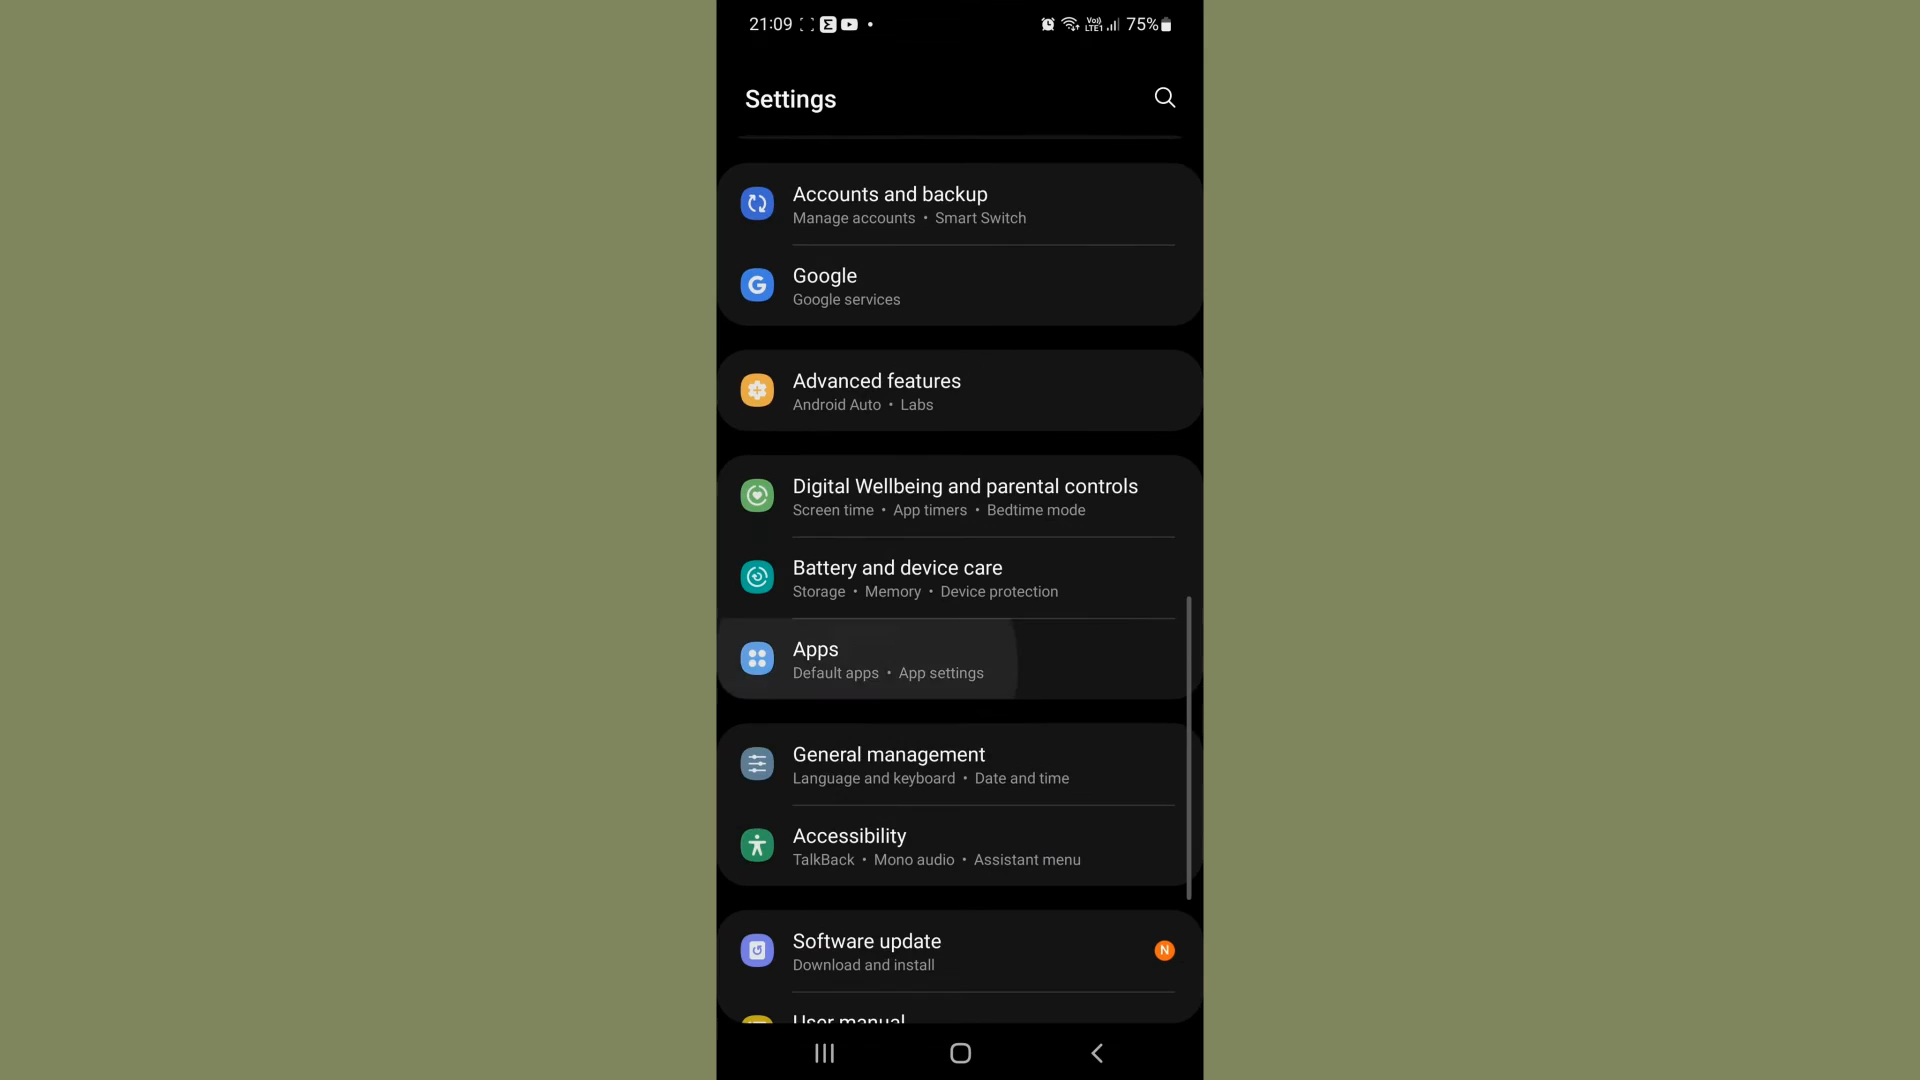 21:09 Vo) LTE1 75%
Settings
Accounts and backup
Manage accounts • Smart Switch
Google
Google services
Advanced features
Android Auto • Labs
Digital Wellbeing and parental controls
Screen time • App timers • Bedtime mode
Battery and device care
Storage • Memory • Device protection
Apps
Default apps • App settings
General management
Language and keyboard • Date and time
Accessibility
TalkBack • Mono audio • Assistant menu
Software update
N
Download and install
User manual